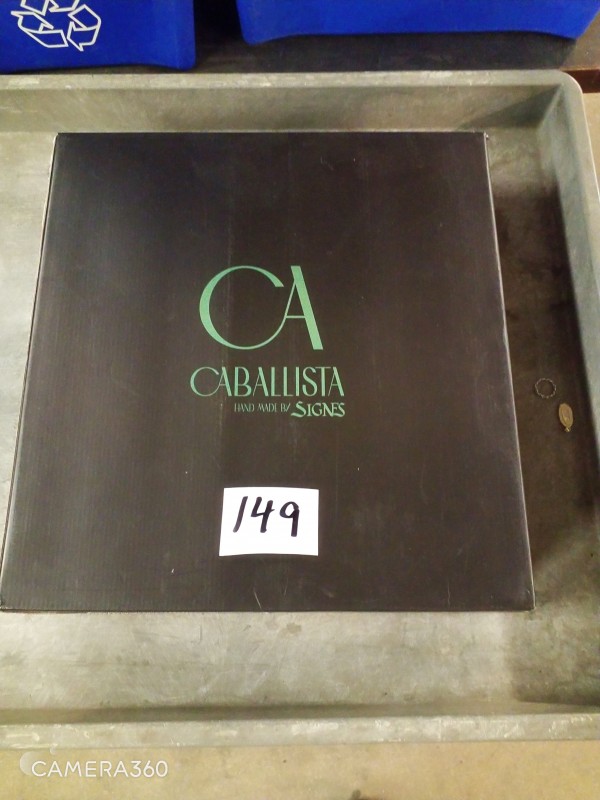 CA
CABALLISTA
HAND MADE BY SIGNES
149
CAMERA360